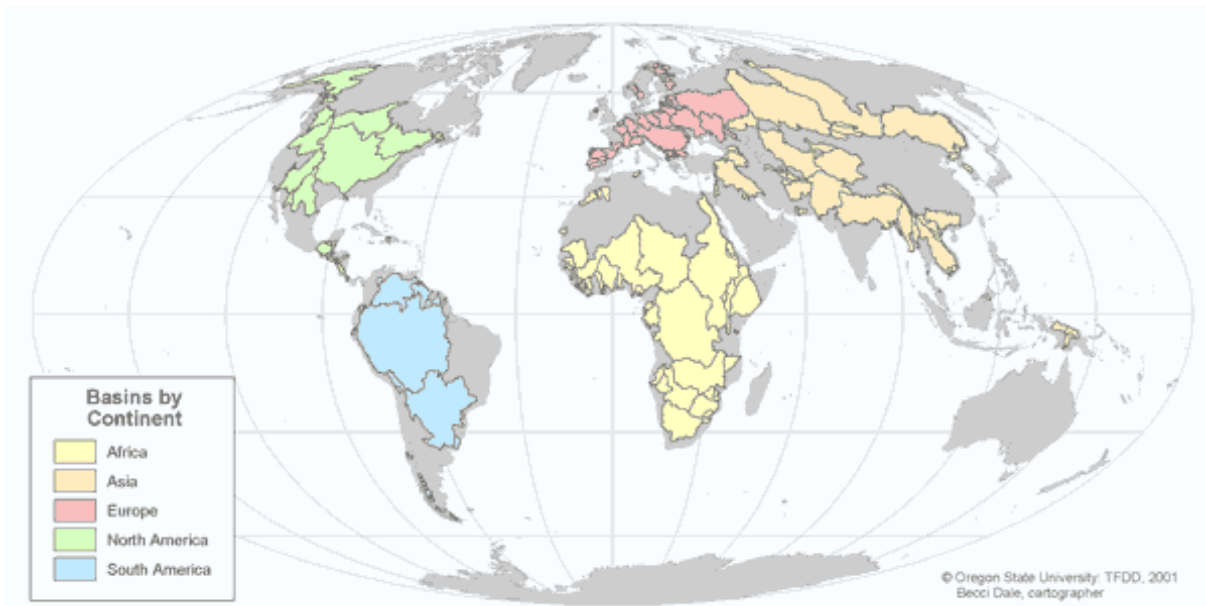 Basins by
Continent
Africa
Asia
Europe
North America
South America
© Oregon State University: TFDD, 2001
Becci Dale, cartographer